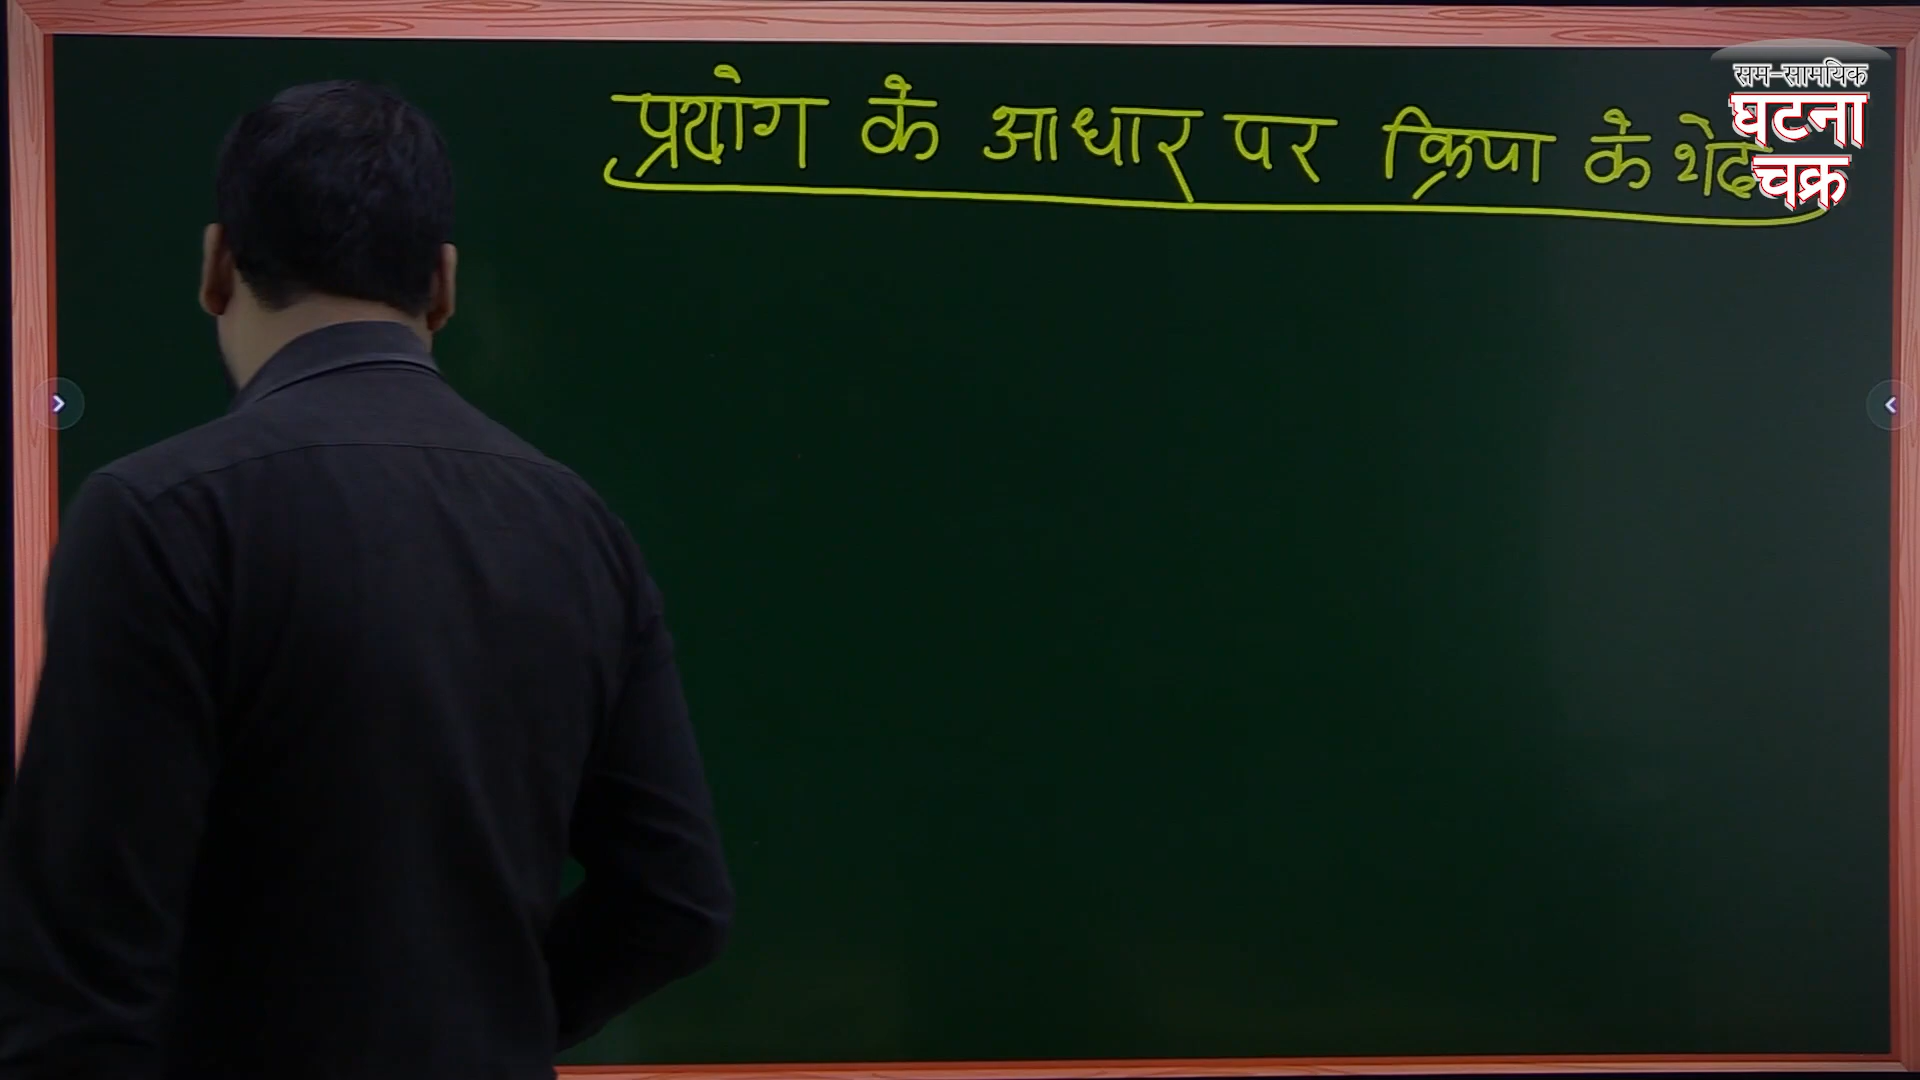 प्रयोग के आधार पर क्रिया के भेद
सम-सामयिक
घटना
चक्र